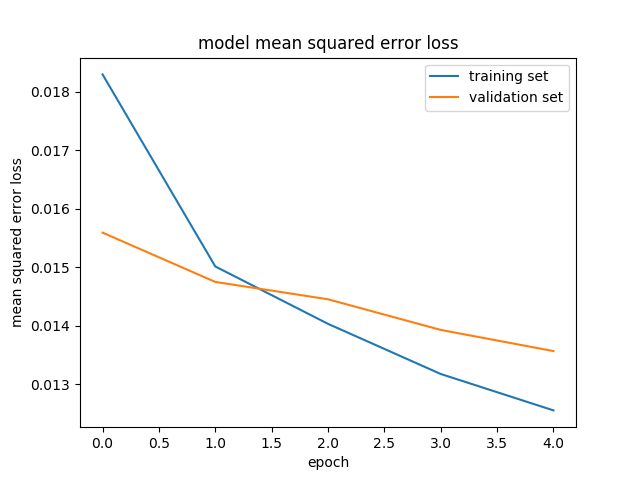 model mean squared error loss
training set
validation set
0.018
0.017
0.016
0.015
0.014
0.013
mean squared error loss
0.0 0.5 1.0 1.5 2.0 2.5 3.0 3.5 4.0
epoch